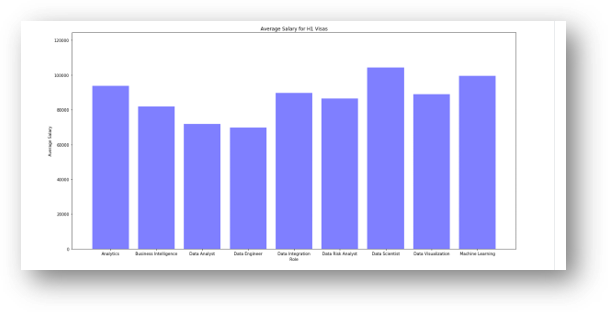 Average Salary for H1 Visas
120000
100000
80000
60000
40000
20000
0
Average Salary
Analytics Business Intelligence Data Analyst Data Engineer Data Integration Data Risk Analyst Data Scientist Data Visualization Machine Learning
Role